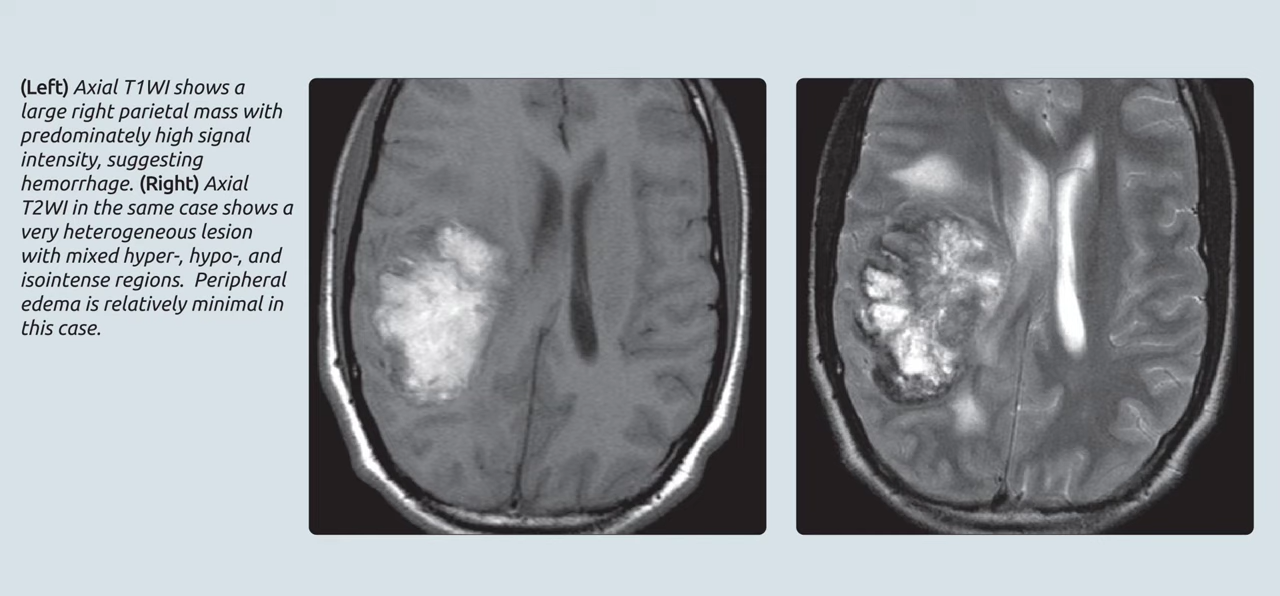 (Left) Axial T1WI shows a
large right parietal mass with
predominately high signal
intensity, suggesting
hemorrhage. (Right) Axial
T2WI in the same case shows a
very heterogeneous lesion
with mixed hyper-, hypo-, and
isointense regions. Peripheral
edema is relatively minimal in
this case.